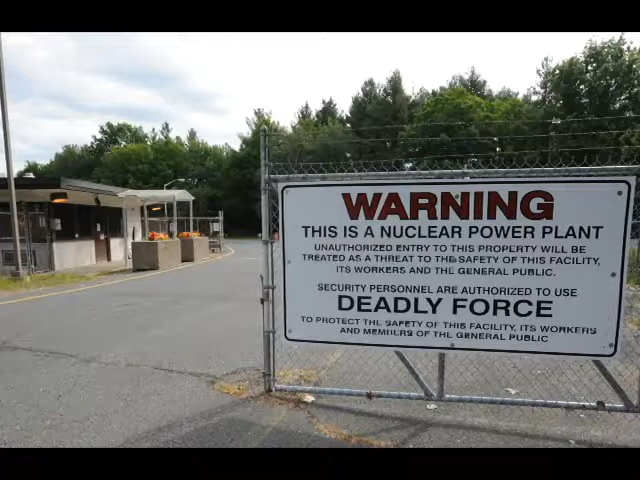 WARNING
THIS IS A NUCLEAR POWER PLANT
UNAUTHORIZED ENTRY TO THIS PROPERTY WILL BE
TREATED AS A THREAT TO THE SAFETY OF THIS FACILITY,
ITS WORKERS AND THE GENERAL PUBLIC.
SECURITY PERSONNEL ARE AUTHORIZED TO USE
DEADLY FORCE
TO PROTECT THE SAFETY OF THIS FACILITY, ITS WORKERS
AND MEMBERS OF THE GENERAL PUBLIC